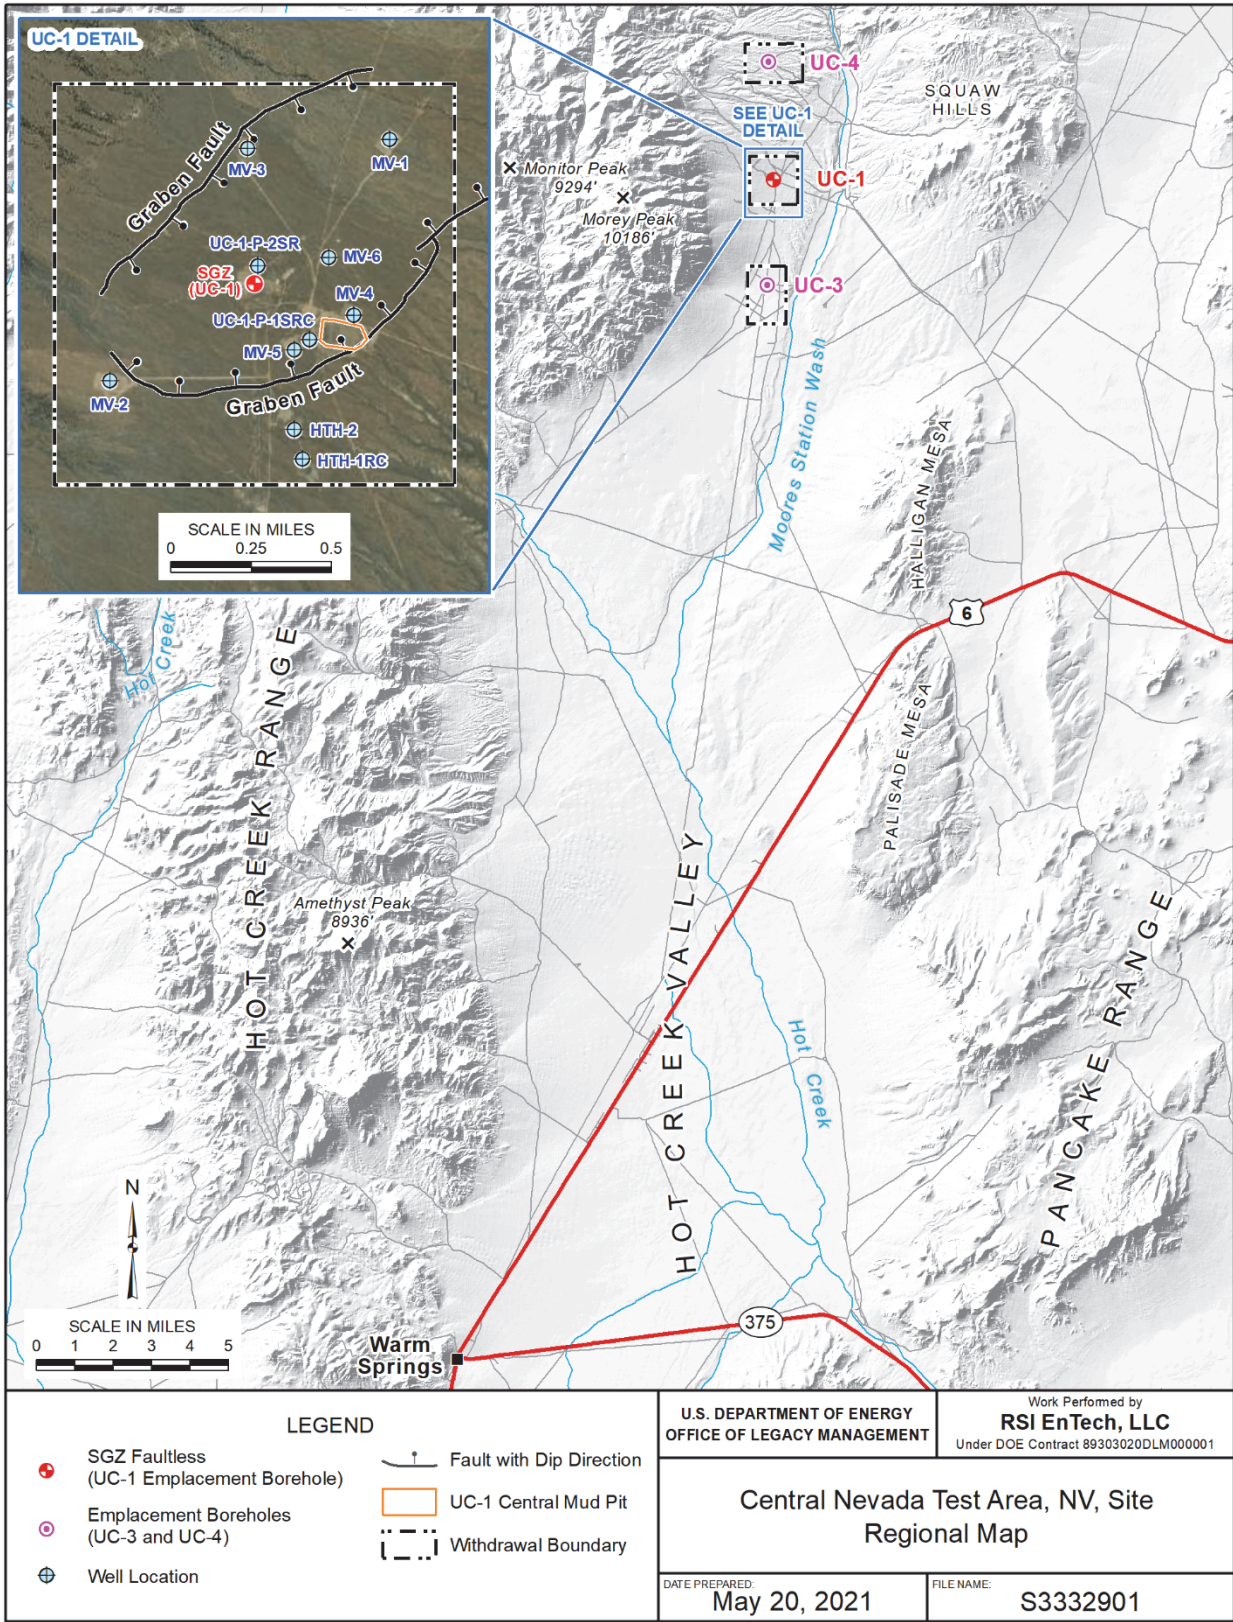 UC-1 DETAIL
Graben Fault
MV-3
MV-1
UC-1-P-2SR
SGZ
(UC-1)
MV-6
MV-4
UC-1-P-1SRC
MV-5
MV-2
Graben Fault
HTH-2
HTH-1RC
SCALE IN MILES
0 0.25 0.5
UC-4
SQUAW
HILLS
SEE UC-1
DETAIL
Monitor Peak
9294'
UC-1
Morey Peak
10186'
UC-3
Moores Station Wash
HALLIGAN MESA
6
Hot Creek
HOT CREEK RANGE
PALISADE MESA
Amethyst Peak
8936'
HOT CREEK VALLEY
Hot Creek
PANCAKE RANGE
N
SCALE IN MILES
0 1 2 3 4 5
Warm
Springs
375
LEGEND
SGZ Faultless
(UC-1 Emplacement Borehole)
Emplacement Boreholes
(UC-3 and UC-4)
Well Location
Fault with Dip Direction
UC-1 Central Mud Pit
Withdrawal Boundary
U.S. DEPARTMENT OF ENERGY
OFFICE OF LEGACY MANAGEMENT
Work Performed by
RSI EnTech, LLC
Under DOE Contract 89303020DLM000001
Central Nevada Test Area, NV, Site
Regional Map
DATE PREPARED:
May 20, 2021
FILE NAME:
S3332901